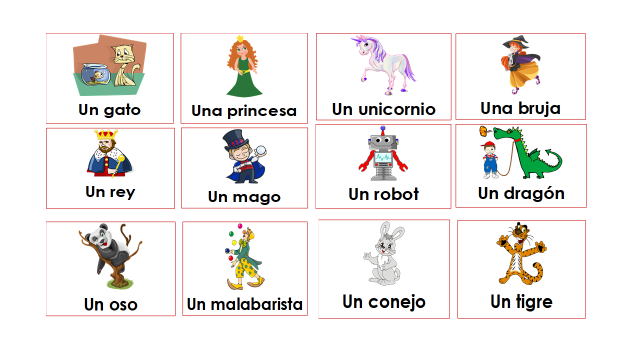 Un gato
Una princesa
Un unicornio
Una bruja
Un rey
Un mago
Un robot
Un dragón
Un oso
Un malabarista
Un conejo
Un tigre